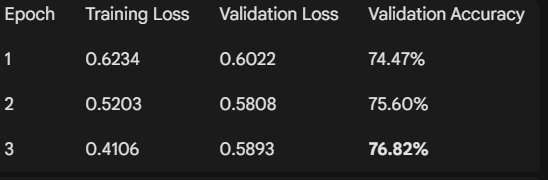 Epoch Training Loss Validation Loss Validation Accuracy
1 0.6234 0.6022 74.47%
2 0.5203 0.5808 75.60%
3 0.4106 0.5893 76.82%